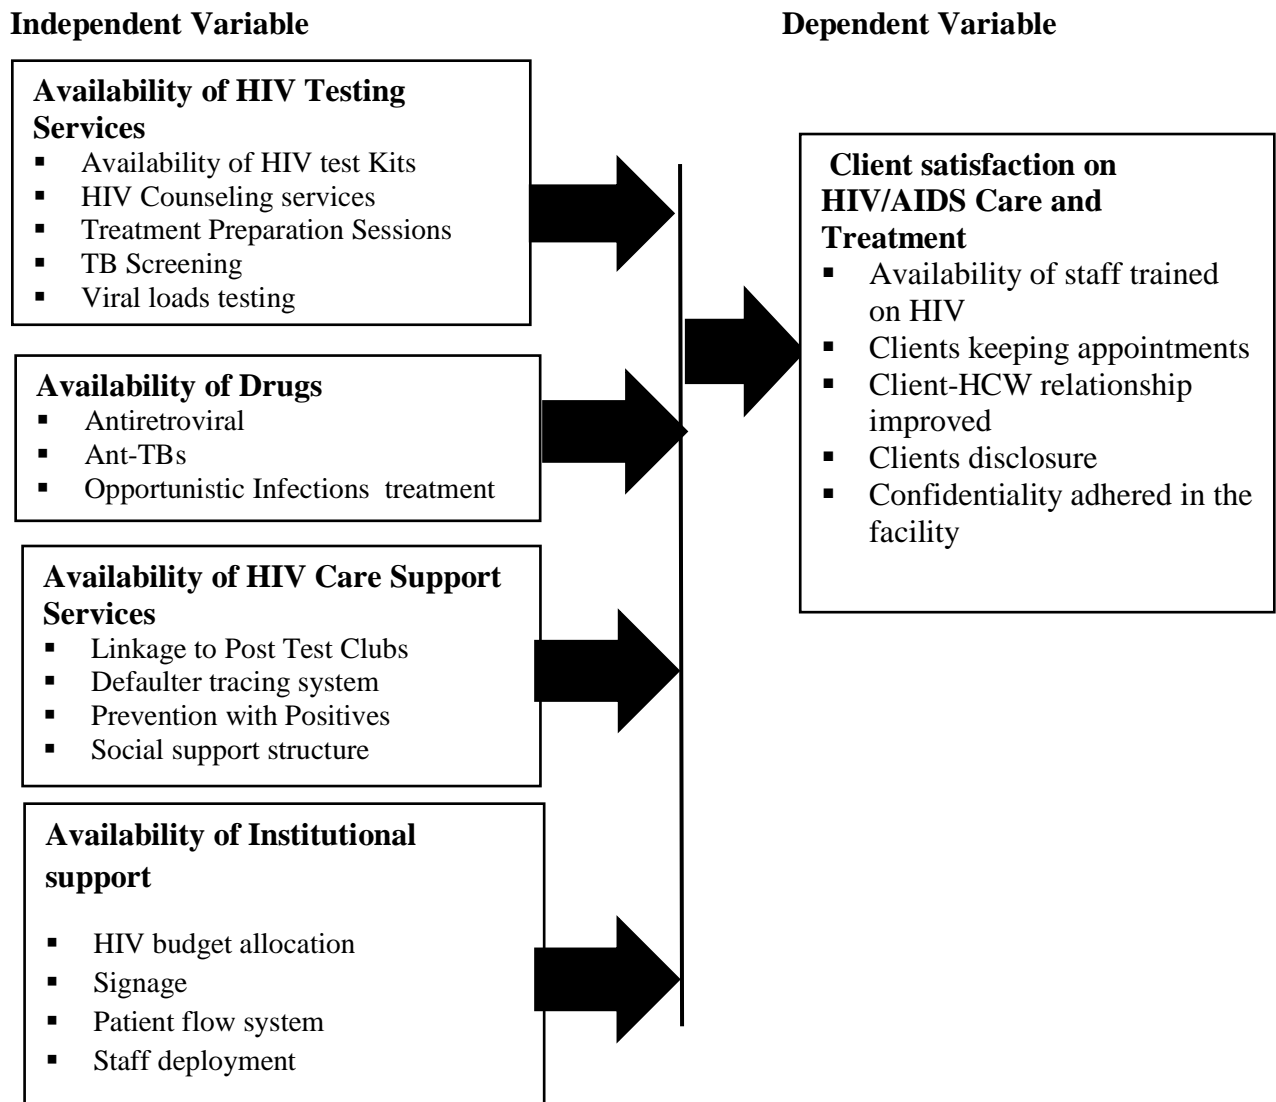 Independent Variable
Dependent Variable
Availability of HIV Testing
Services
▪ Availability of HIV test Kits
▪ HIV Counseling services
▪ Treatment Preparation Sessions
▪ TB Screening
▪ Viral loads testing
Availability of Drugs
▪ Antiretroviral
▪ Ant-TBs
▪ Opportunistic Infections treatment
Availability of HIV Care Support
Services
▪ Linkage to Post Test Clubs
▪ Defaulter tracing system
▪ Prevention with Positives
▪ Social support structure
Availability of Institutional
support
▪ HIV budget allocation
▪ Signage
▪ Patient flow system
▪ Staff deployment
Client satisfaction on
HIV/AIDS Care and
Treatment
▪ Availability of staff trained
on HIV
▪ Clients keeping appointments
▪ Client-HCW relationship
improved
▪ Clients disclosure
▪ Confidentiality adhered in the
facility